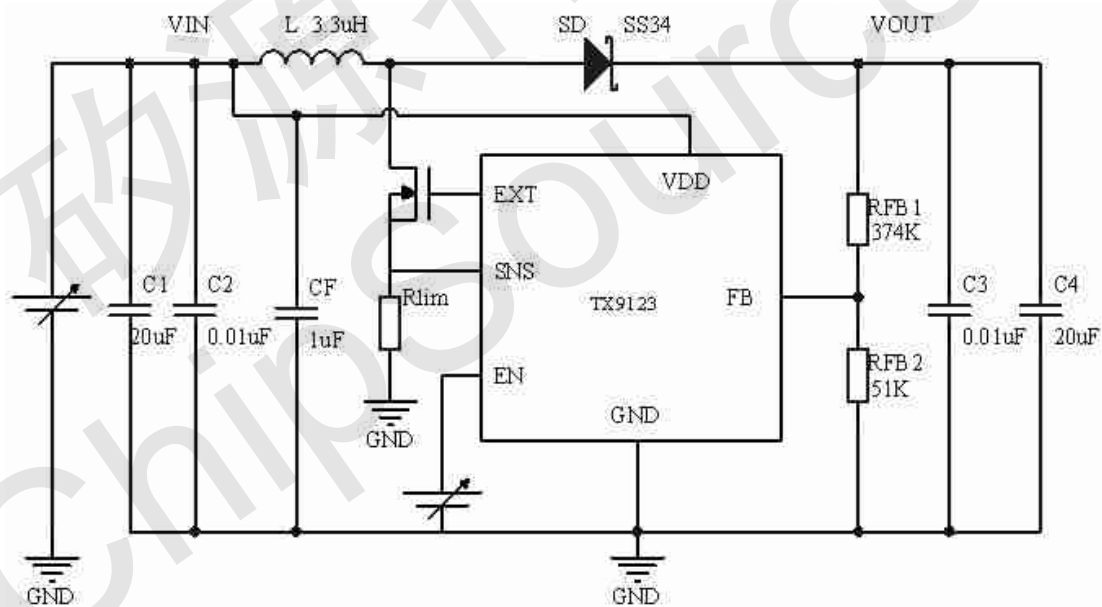 VIN L 3.3uH SD SS34 VOUT
VDD
EXT
RFB 1
374K
SNS
C1 C2 CF Rlim TX9123 FB C3 C4
20uF 0.01uF 1uF 0.01uF 20uF
RFB 2
51K
EN
GND
GND
GND
GND
矽源
ChipSource